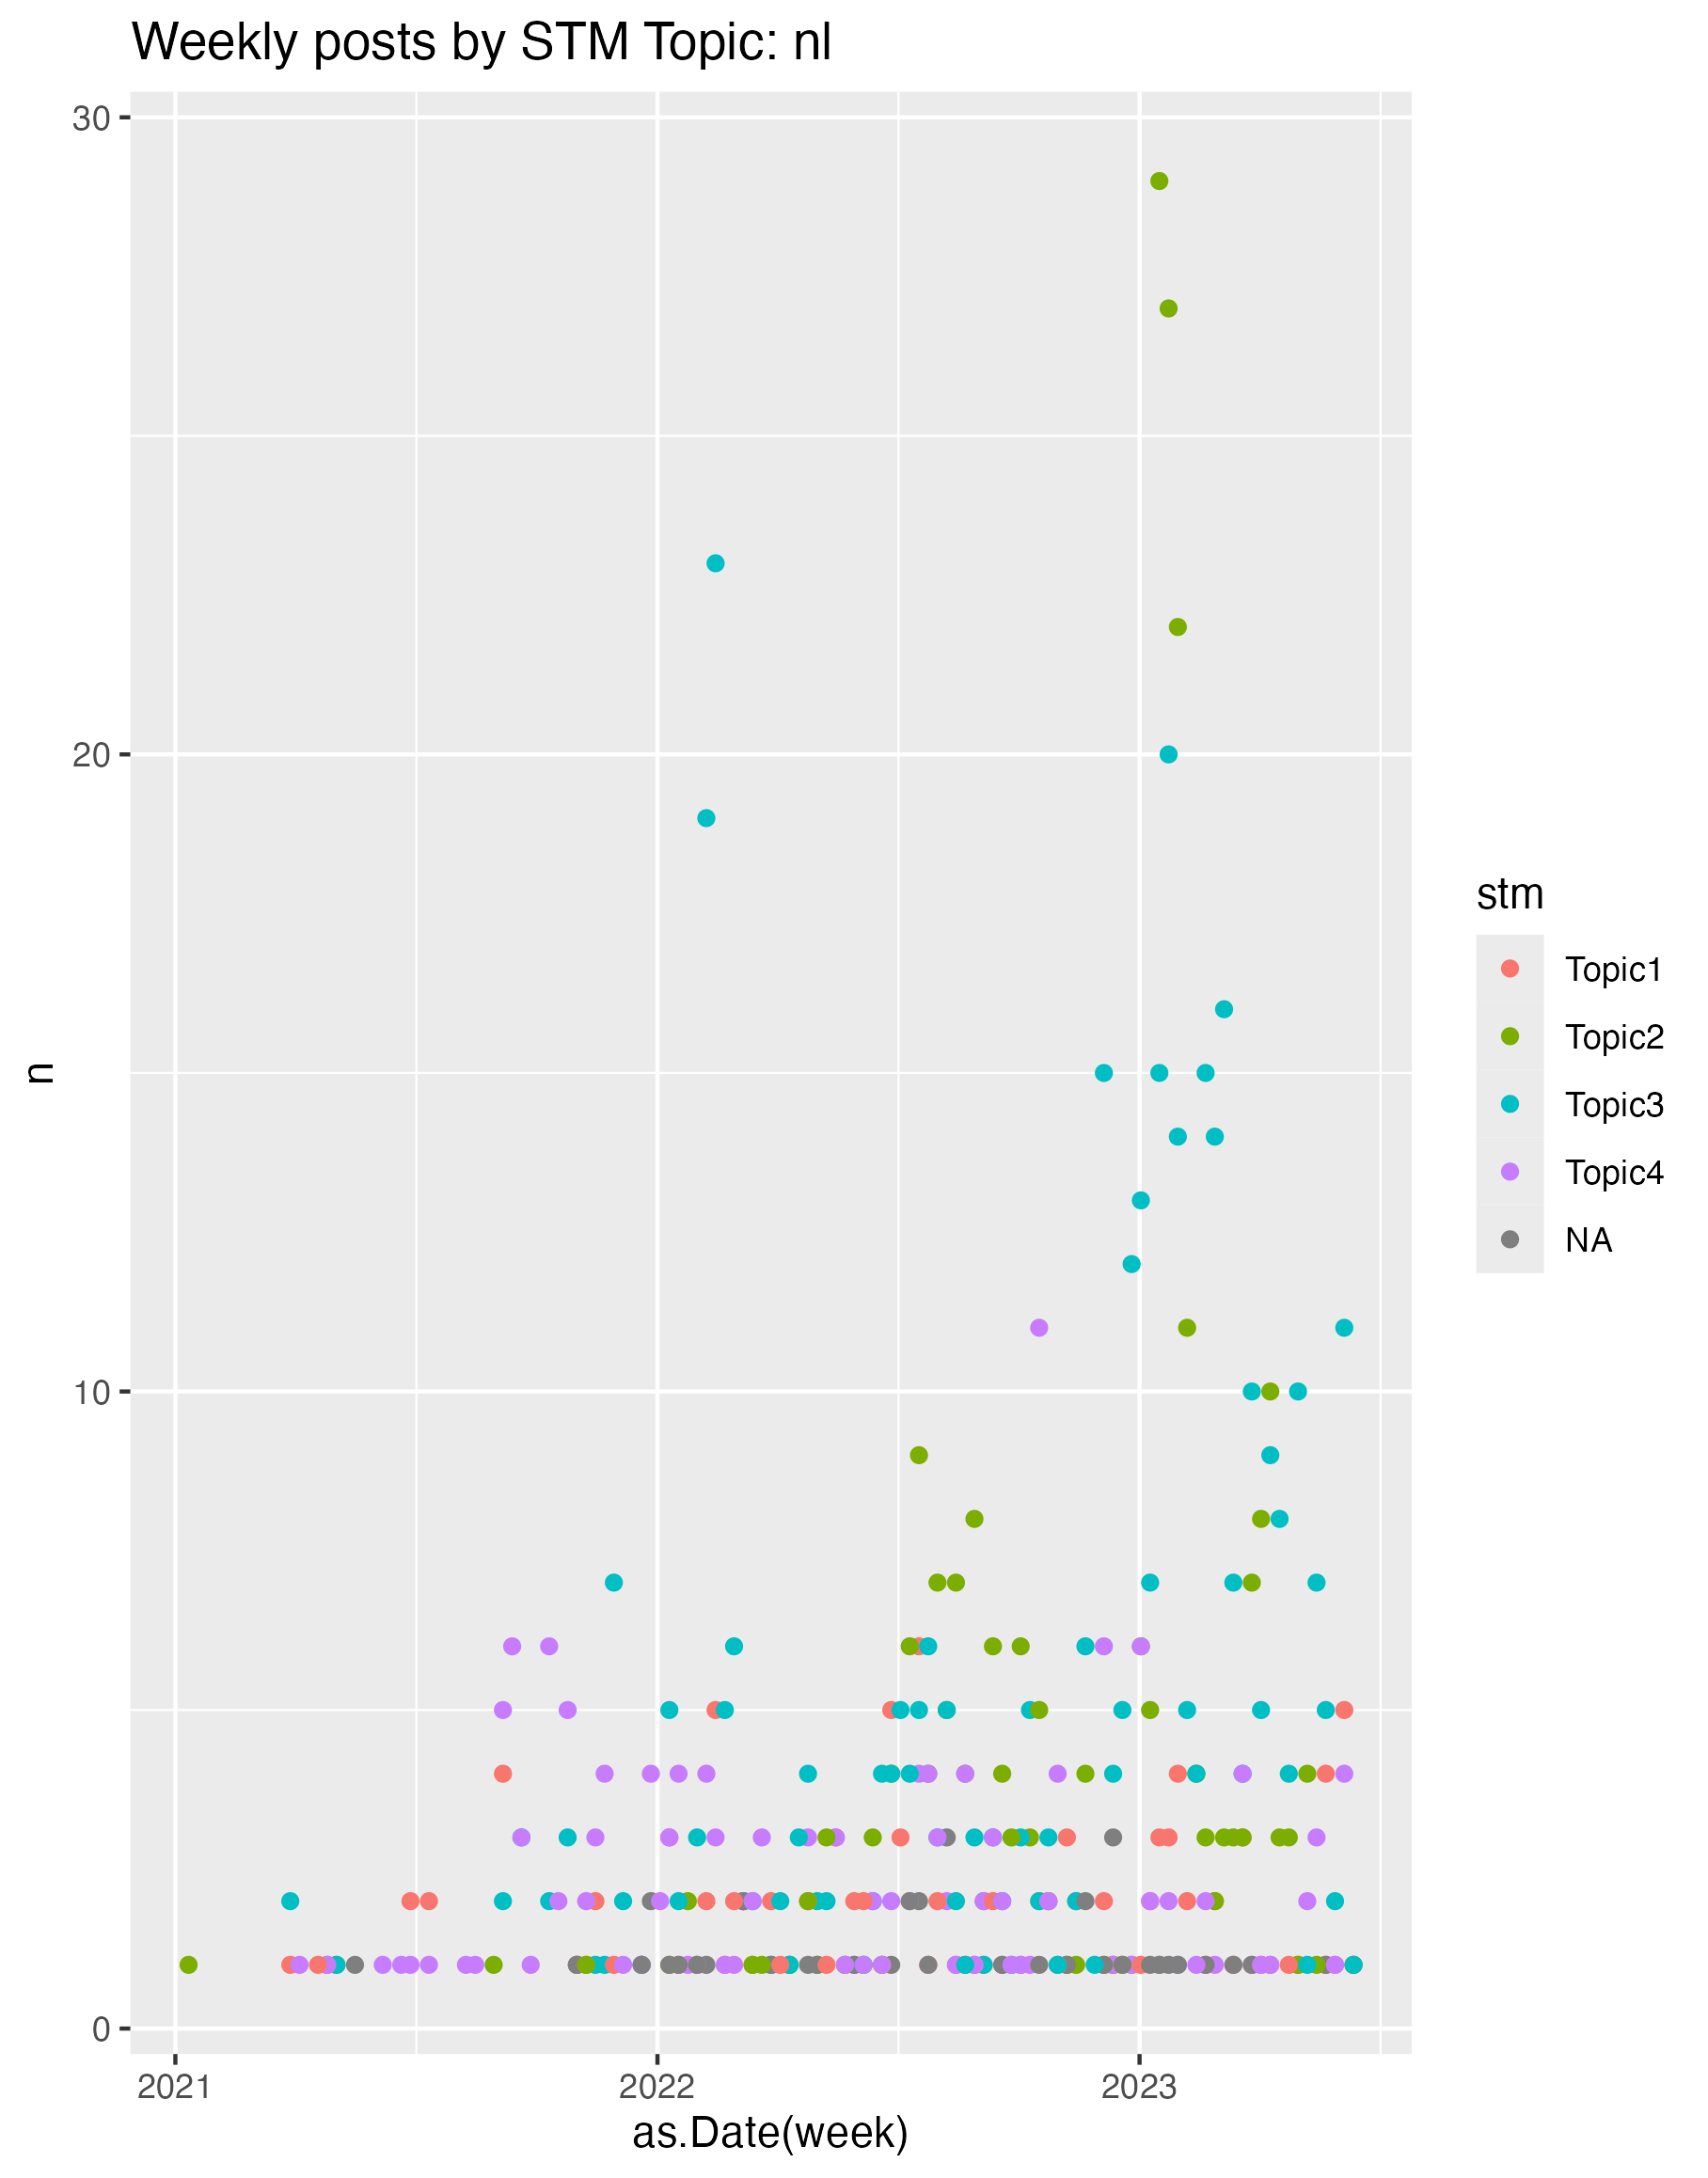 Weekly posts by STM Topic: nl
30
20
10
0
n
2021
2022
2023
as.Date(week)
stm
Topic1
Topic2
Topic3
Topic4
NA